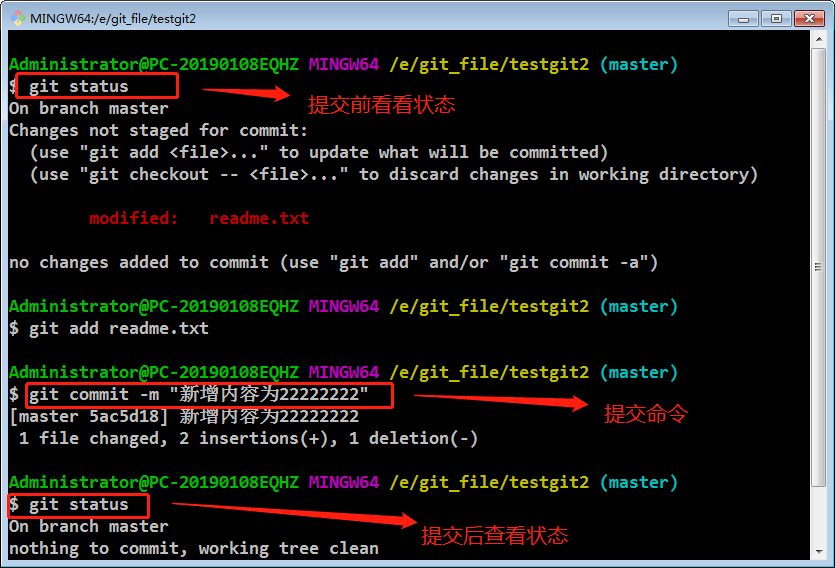 MINGW64:/e/git_file/testgit2
Administrator@PC-20190108EQHZ MINGW64 /e/git_file/testgit2 (master)
$ git status
提交前看看状态
On branch master
Changes not staged for commit:
(use "git add <file>..." to update what will be committed)
(use "git checkout -- <file>..." to discard changes in working directory)
modified: readme.txt
no changes added to commit (use "git add" and/or "git commit -a")
Administrator@PC-20190108EQHZ MINGW64 /e/git_file/testgit2 (master)
$ git add readme.txt
Administrator@PC-20190108EQHZ MINGW64 /e/git_file/testgit2 (master)
$ git commit -m "新增内容为22222222"
提交命令
[master 5ac5d18] 新增内容为22222222
1 file changed, 2 insertions(+), 1 deletion(-)
Administrator@PC-20190108EQHZ MINGW64 /e/git_file/testgit2 (master)
$ git status
提交后查看状态
On branch master
nothing to commit, working tree clean